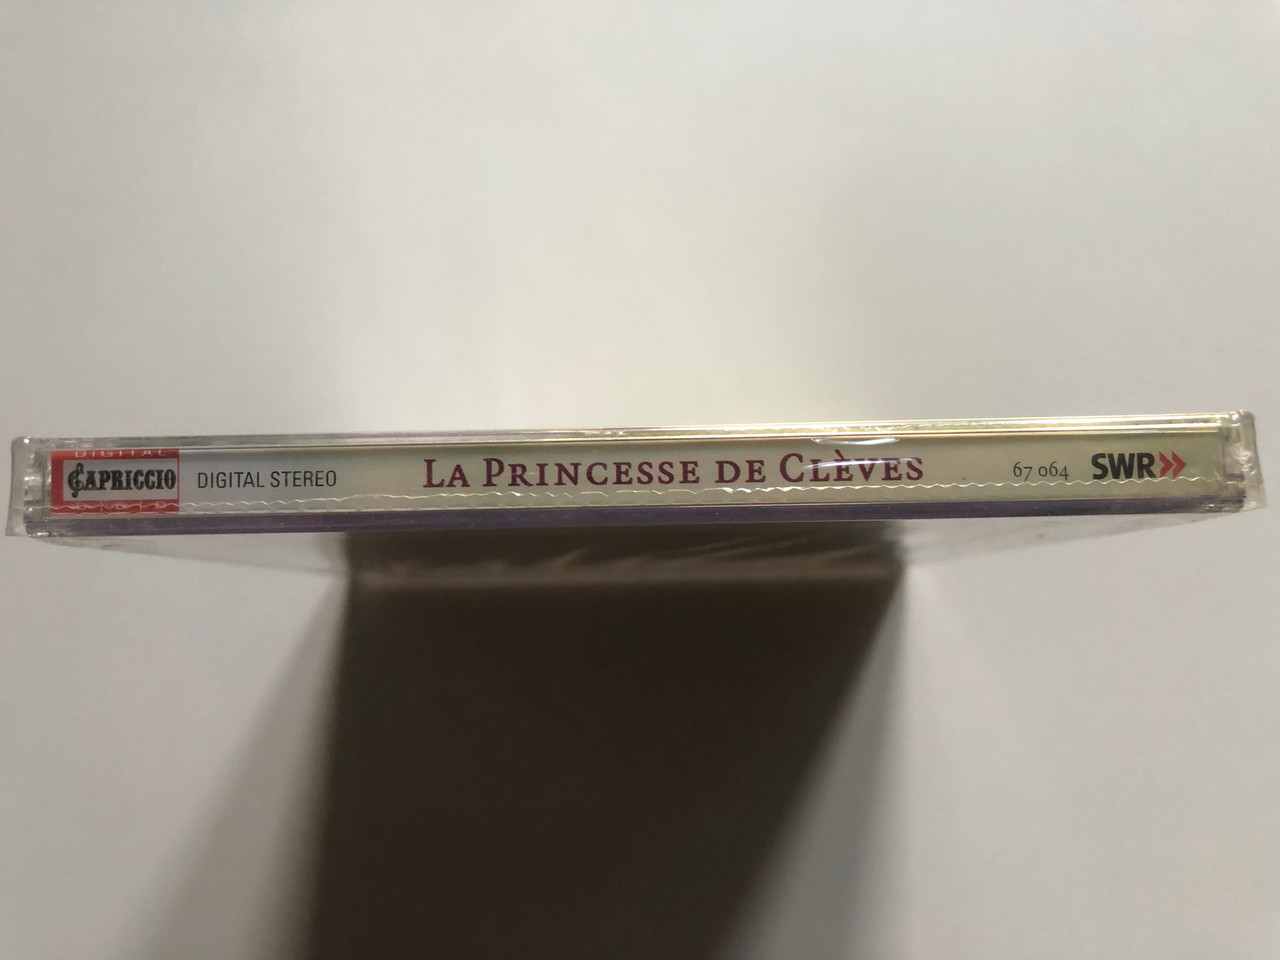 DIGITAL
CAPRICCIO
DIGITAL STEREO
LA PRINCESSE DE CLÈVES
67 064
SWR»